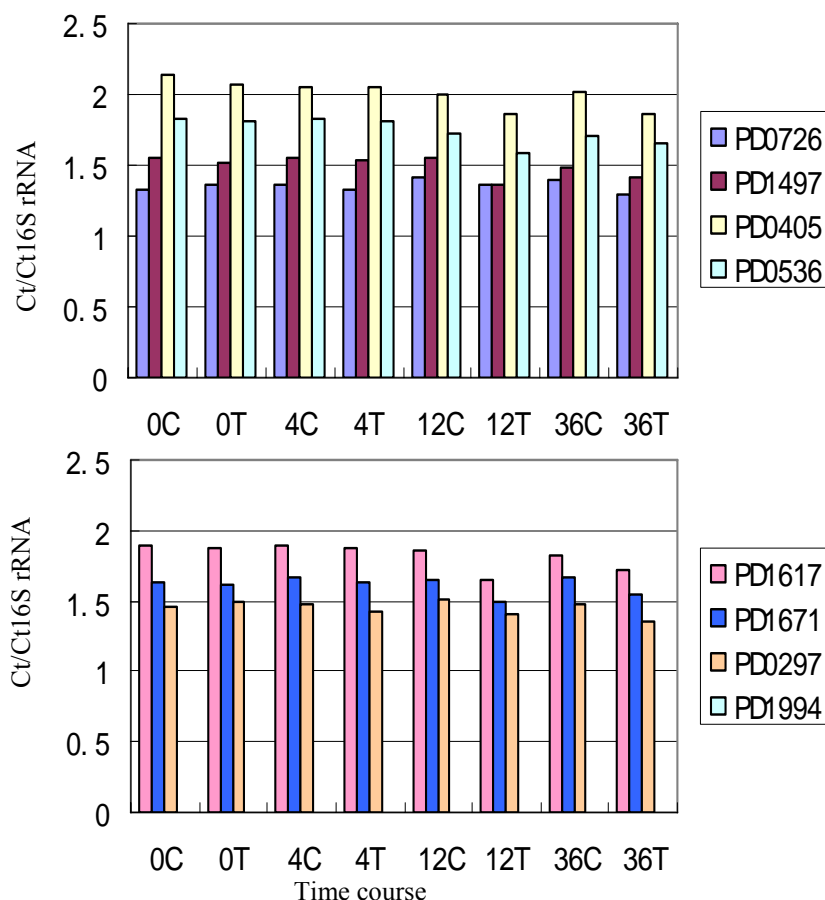 Ct/Ct16S rRNA
2. 5
2
1. 5
1
0. 5
0
0C 0T 4C 4T 12C 12T 36C 36T
PD0726
PD1497
PD0405
PD0536
Ct/Ct16S rRNA
2. 5
2
1. 5
1
0. 5
0
0C 0T 4C 4T 12C 12T 36C 36T
Time course
PD1617
PD1671
PD0297
PD1994